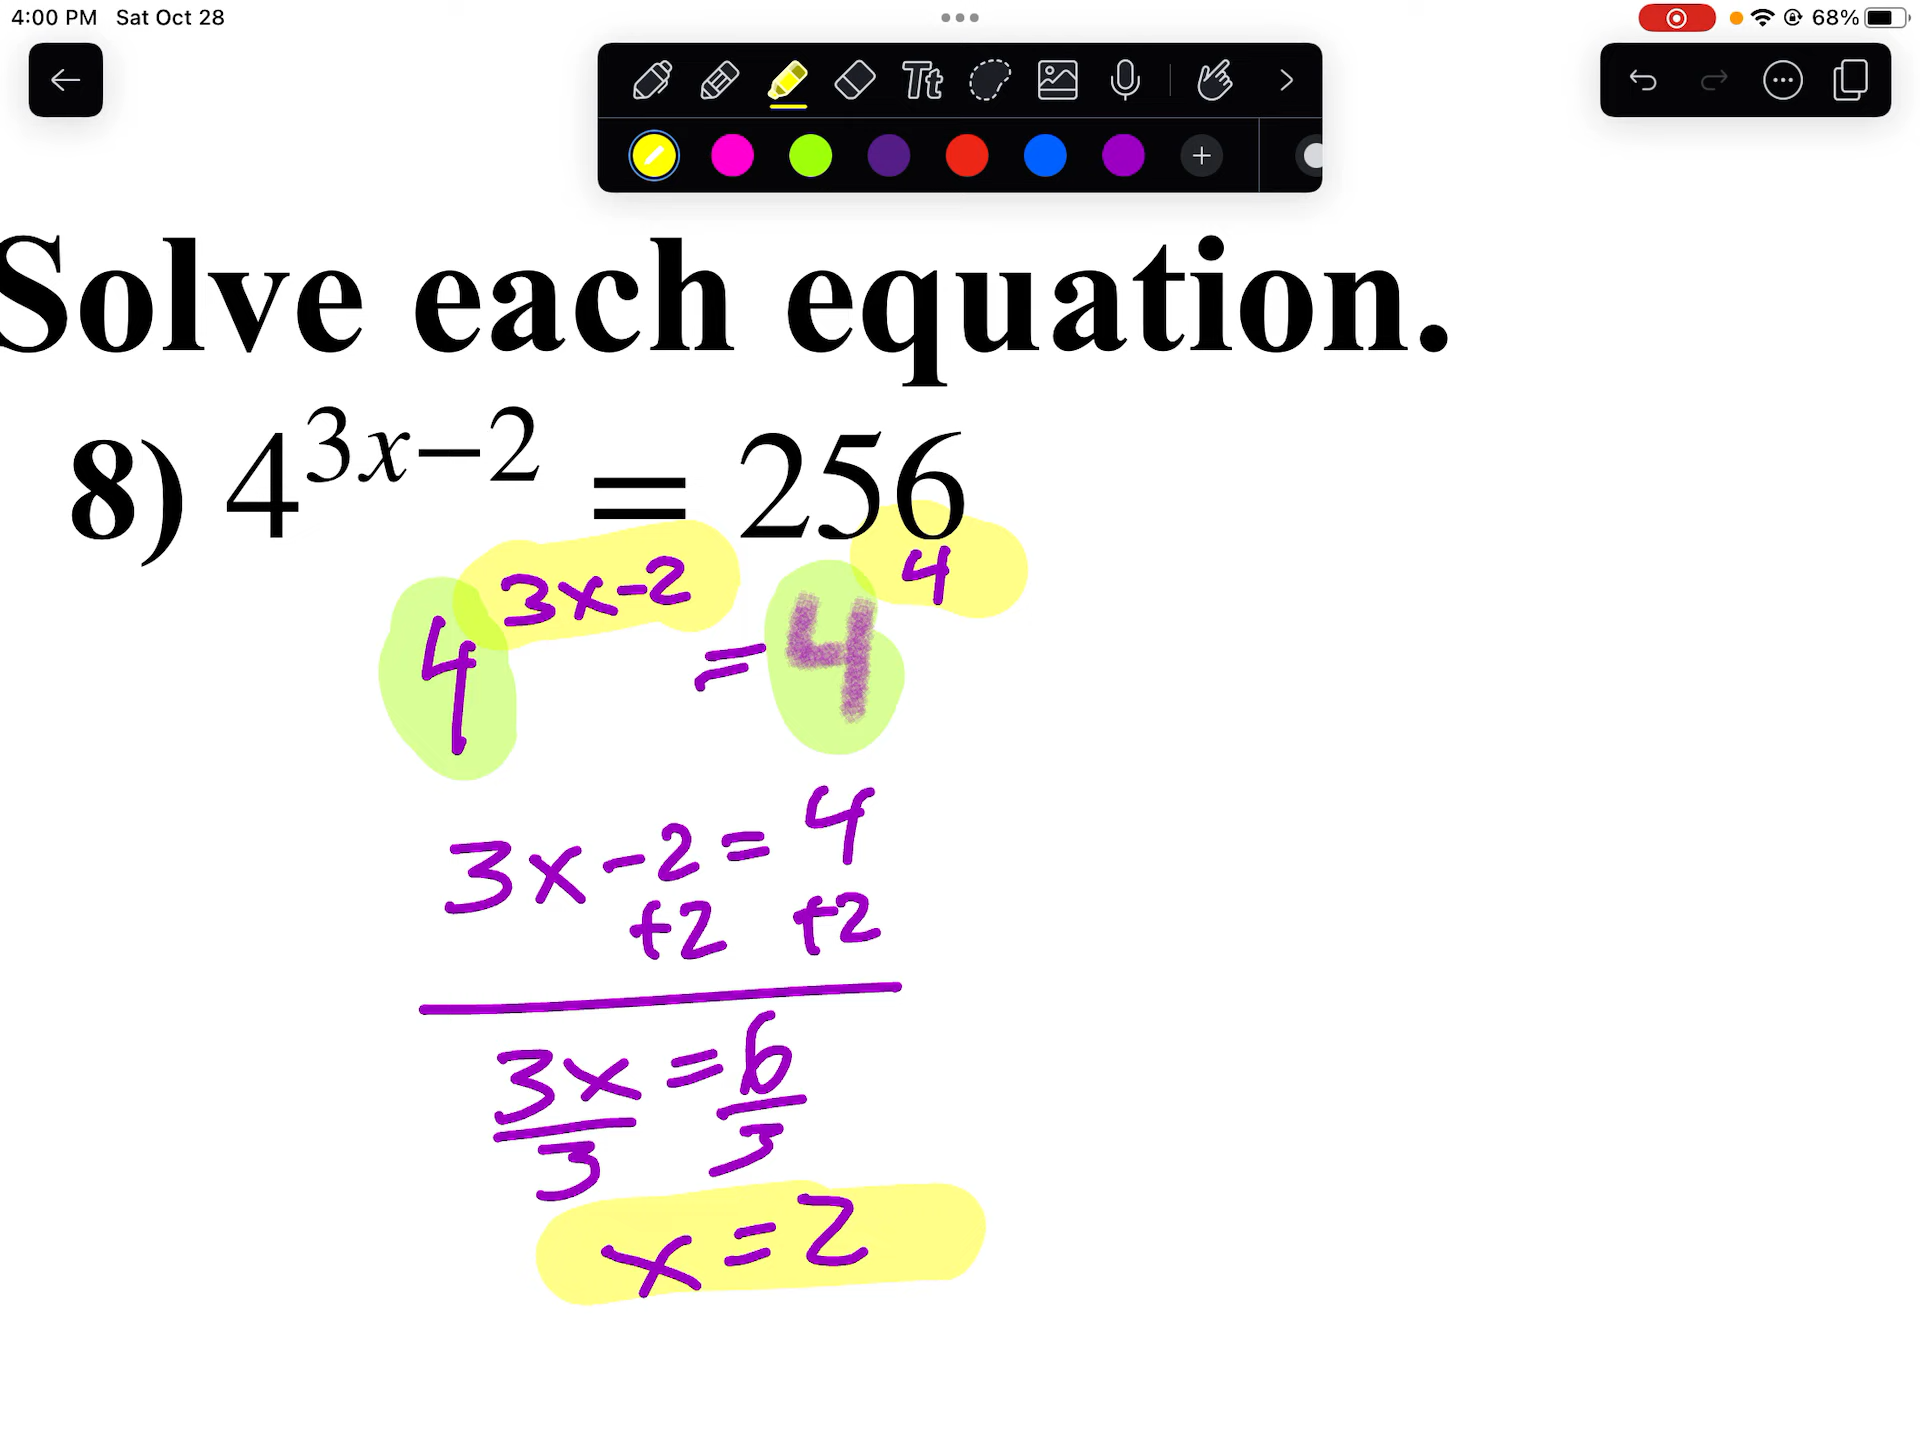 4:00 PM Sat Oct 28
68%
Tt
Solve each equation.
8) 4^{3x−2} = 256
4^{3x-2} = 4^4
3x-2=4
+2 +2
3x = 6
3 3
x=2